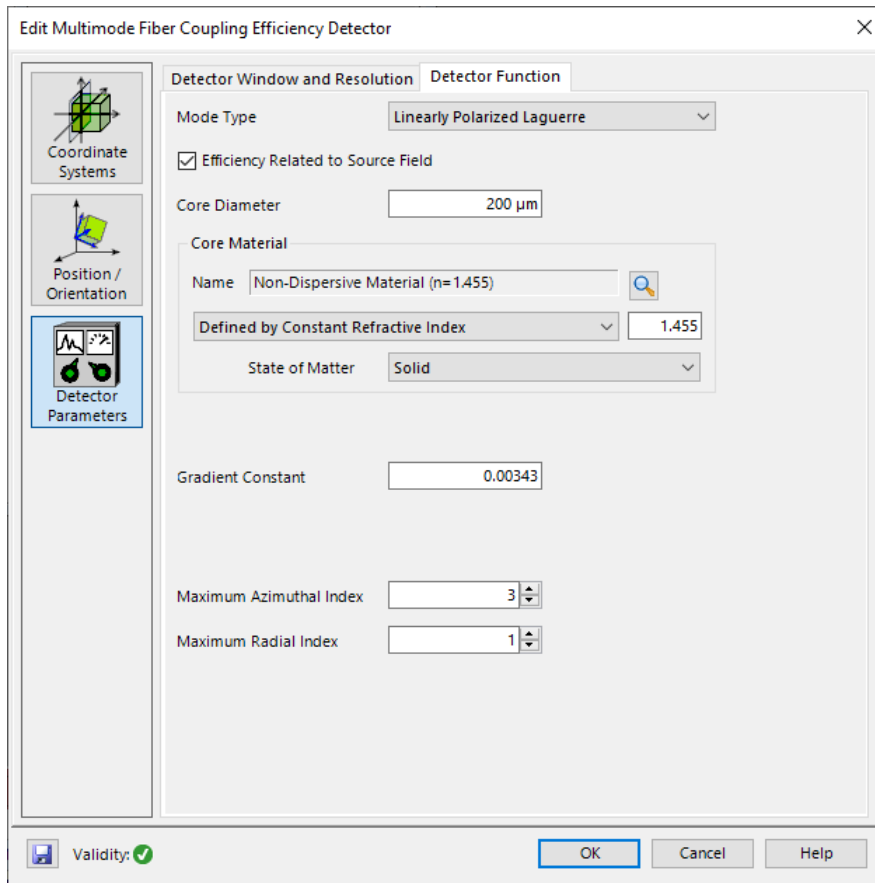 Edit Multimode Fiber Coupling Efficiency Detector
Coordinate
Systems
Position /
Orientation
Detector
Parameters
Detector Window and Resolution
Detector Function
Mode Type
Linearly Polarized Laguerre
Efficiency Related to Source Field
Core Diameter
200 µm
Core Material
Name
Non-Dispersive Material (n=1.455)
Defined by Constant Refractive Index
1.455
State of Matter
Solid
Gradient Constant
0.00343
Maximum Azimuthal Index
3
Maximum Radial Index
1
Validity:
OK
Cancel
Help